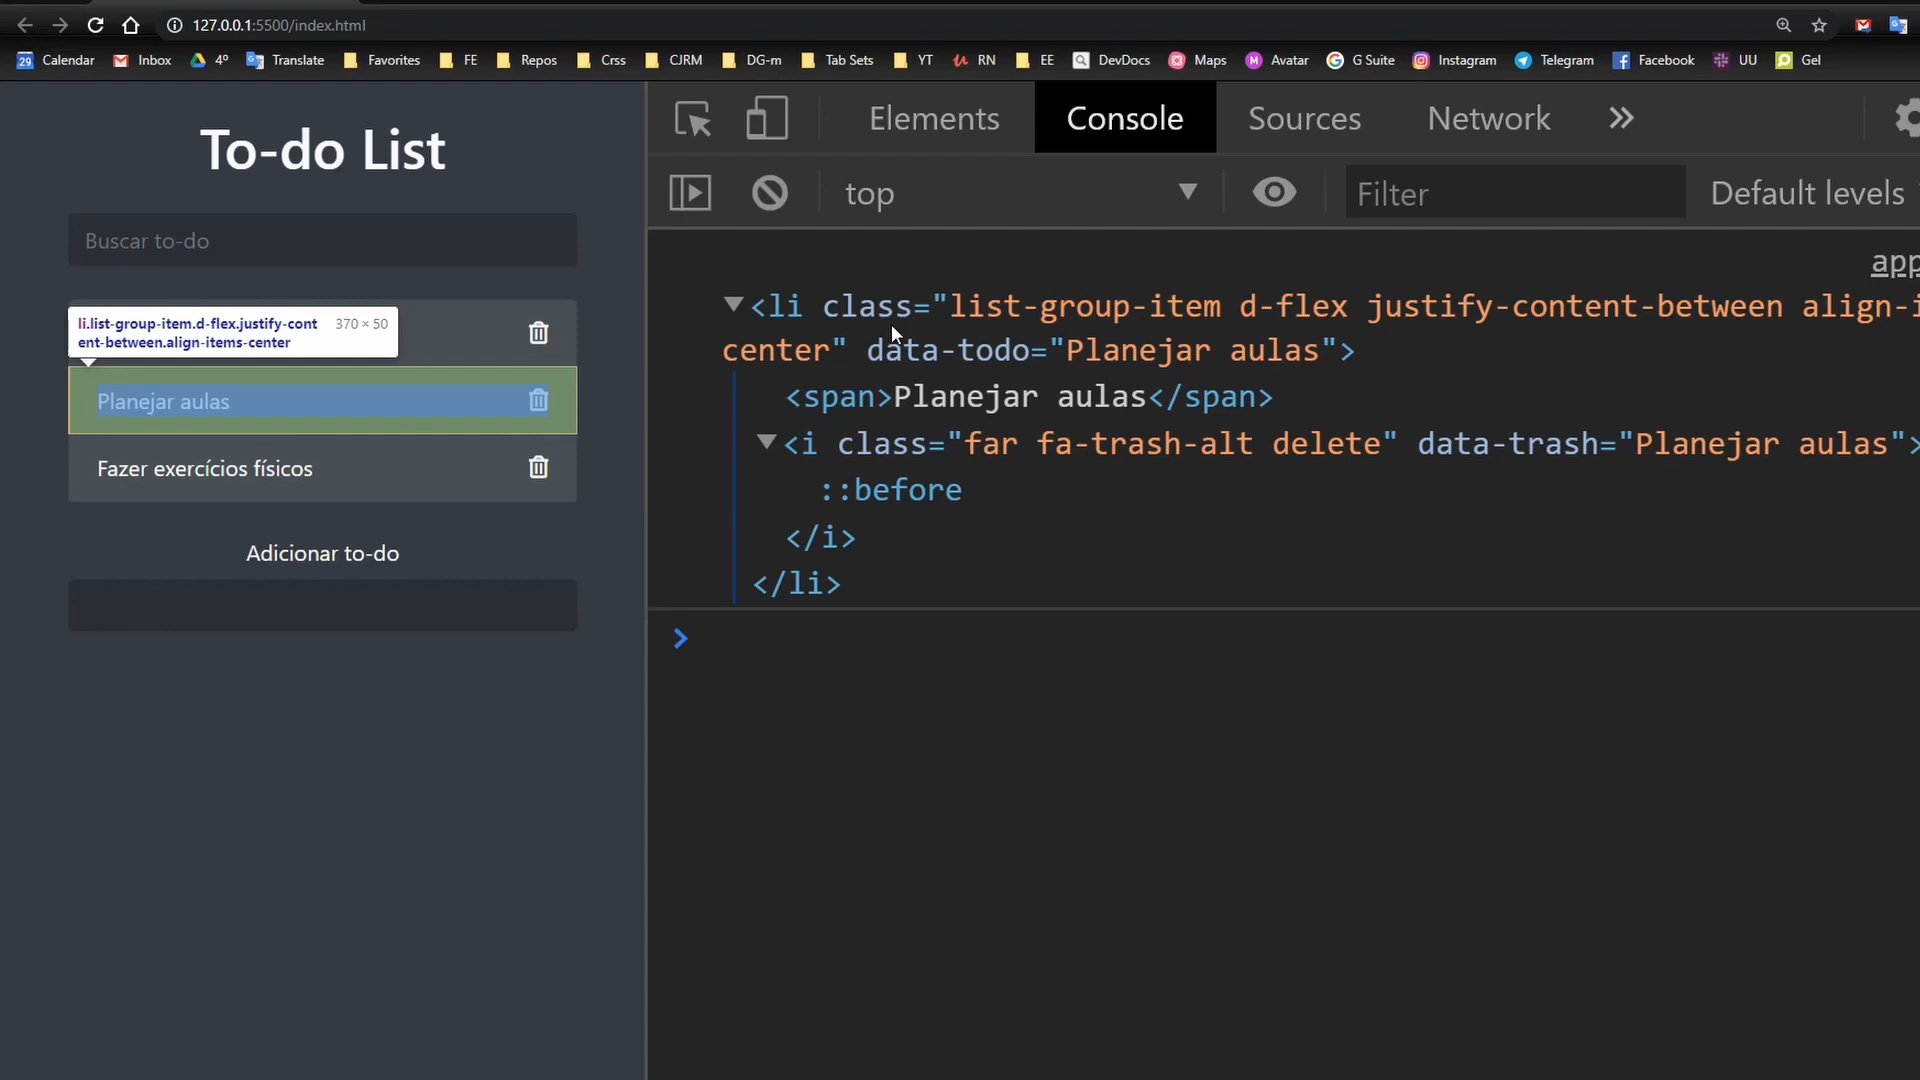 127.0.0.1:5500/index.html
29 Calendar Inbox 4º Translate Favorites FE Repos Crss CJRM DG-m Tab Sets YT RN EE DevDocs Maps M Avatar G Suite Instagram Telegram Facebook UU Gel
To-do List
Buscar to-do
li.list-group-item.d-flex.justify-cont 370 × 50
ent-between.align-items-center
Planejar aulas
Fazer exercícios físicos
Adicionar to-do
Elements Console Sources Network »
top Filter Default levels
app
<li class="list-group-item d-flex justify-content-between align-i
center" data-todo="Planejar aulas">
<span>Planejar aulas</span>
<i class="far fa-trash-alt delete" data-trash="Planejar aulas">
::before
</i>
</li>